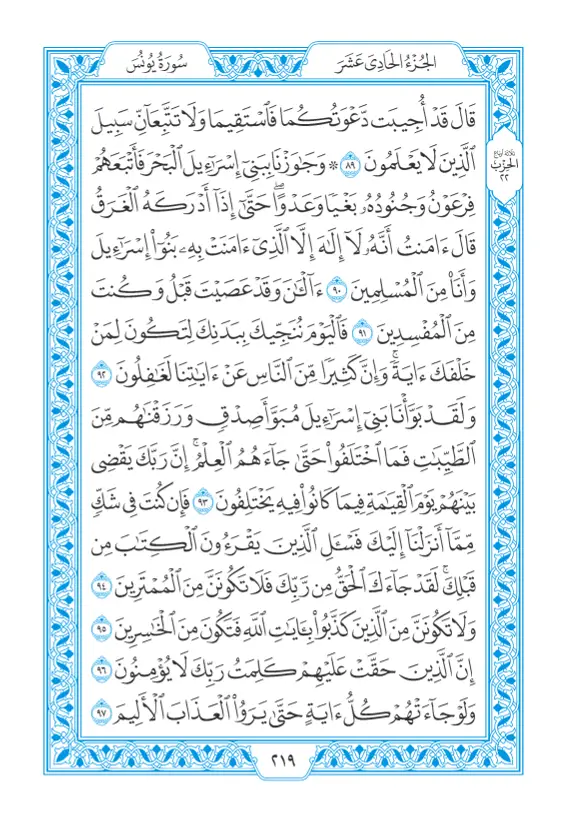 الجُزْءُ الحَادِى عَشَرَ
سُورَةُ يُونُسَ
قَالَ قَدْ أُجِيبَت دَّعْوَتُكُمَا فَٱسْتَقِيمَا وَلَا تَتَّبِعَآنِّ سَبِيلَ
ٱلَّذِينَ لَا يَعْلَمُونَ ٨٩ ۞ وَجَٰوَزْنَا بِبَنِىٓ إِسْرَٰٓءِيلَ ٱلْبَحْرَ فَأَتْبَعَهُمْ
ثَلَاثَةُ أَرْبَاع
الحِزْبِ
٢٢
فِرْعَوْنُ وَجُنُودُهُۥ بَغْيًا وَعَدْوًا ۖ حَتَّىٰٓ إِذَآ أَدْرَكَهُ ٱلْغَرَقُ
قَالَ ءَامَنتُ أَنَّهُۥ لَآ إِلَٰهَ إِلَّا ٱلَّذِىٓ ءَامَنَتْ بِهِۦ بَنُوٓا۟ إِسْرَٰٓءِيلَ
وَأَنَا۠ مِنَ ٱلْمُسْلِمِينَ ٩٠ ءَآلْـَٰٔنَ وَقَدْ عَصَيْتَ قَبْلُ وَكُنتَ
مِنَ ٱلْمُفْسِدِينَ ٩١ فَٱلْيَوْمَ نُنَجِّيكَ بِبَدَنِكَ لِتَكُونَ لِمَنْ
خَلْفَكَ ءَايَةً ۚ وَإِنَّ كَثِيرًا مِّنَ ٱلنَّاسِ عَنْ ءَايَٰتِنَا لَغَٰفِلُونَ ٩٢
وَلَقَدْ بَوَّأْنَا بَنِىٓ إِسْرَٰٓءِيلَ مُبَوَّأَ صِدْقٍ وَرَزَقْنَٰهُم مِّنَ
ٱلطَّيِّبَٰتِ فَمَا ٱخْتَلَفُوا۟ حَتَّىٰ جَآءَهُمُ ٱلْعِلْمُ ۚ إِنَّ رَبَّكَ يَقْضِى
بَيْنَهُمْ يَوْمَ ٱلْقِيَٰمَةِ فِيمَا كَانُوا۟ فِيهِ يَخْتَلِفُونَ ٩٣ فَإِن كُنتَ فِى شَكٍّ
مِّمَّآ أَنزَلْنَآ إِلَيْكَ فَسْـَٔلِ ٱلَّذِينَ يَقْرَءُونَ ٱلْكِتَٰبَ مِن
قَبْلِكَ ۚ لَقَدْ جَآءَكَ ٱلْحَقُّ مِن رَّبِّكَ فَلَا تَكُونَنَّ مِنَ ٱلْمُمْتَرِينَ ٩٤
وَلَا تَكُونَنَّ مِنَ ٱلَّذِينَ كَذَّبُوا۟ بِـَٔايَٰتِ ٱللَّهِ فَتَكُونَ مِنَ ٱلْخَٰسِرِينَ ٩٥
إِنَّ ٱلَّذِينَ حَقَّتْ عَلَيْهِمْ كَلِمَتُ رَبِّكَ لَا يُؤْمِنُونَ ٩٦
وَلَوْ جَآءَتْهُمْ كُلُّ ءَايَةٍ حَتَّىٰ يَرَوُا۟ ٱلْعَذَابَ ٱلْأَلِيمَ ٩٧
٢١٩